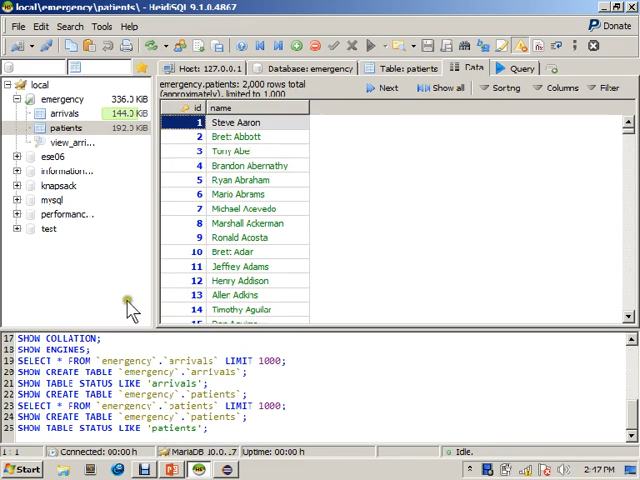 local\emergency\patients\ - HeidiSQL 9.1.0.4867
File Edit Search Tools Help
Donate
Host: 127.0.0.1 Database: emergency Table: patients Data Query
emergency.patients: 2,000 rows total (approximately), limited to 1,000
Next Show all Sorting Columns Filter
local
emergency 336.0 KiB
arrivals 144.0 KiB
patients 192.0 KiB
view_arri...
ese06
information...
knapsack
mysql
performanc...
test
id name
1 Steve Aaron
2 Brett Abbott
3 Tony Abe
4 Brandon Abernathy
5 Ryan Abraham
6 Mario Abrams
7 Michael Acevedo
8 Marshall Ackerman
9 Ronald Acosta
10 Brett Adair
11 Jeffrey Adams
12 Henry Addison
13 Allen Adkins
14 Timothy Aguilar
17 SHOW COLLATION;
18 SHOW ENGINES;
19 SELECT * FROM `emergency`.`arrivals` LIMIT 1000;
20 SHOW CREATE TABLE `emergency`.`arrivals`;
21 SHOW TABLE STATUS LIKE 'arrivals';
22 SHOW CREATE TABLE `emergency`.`patients`;
23 SELECT * FROM `emergency`.`patients` LIMIT 1000;
24 SHOW CREATE TABLE `emergency`.`patients`;
25 SHOW TABLE STATUS LIKE 'patients';
1 : 1 Connected: 00:00 h MariaDB 10.0.17 Uptime: 00:00 h Idle.
Start 2:47 PM